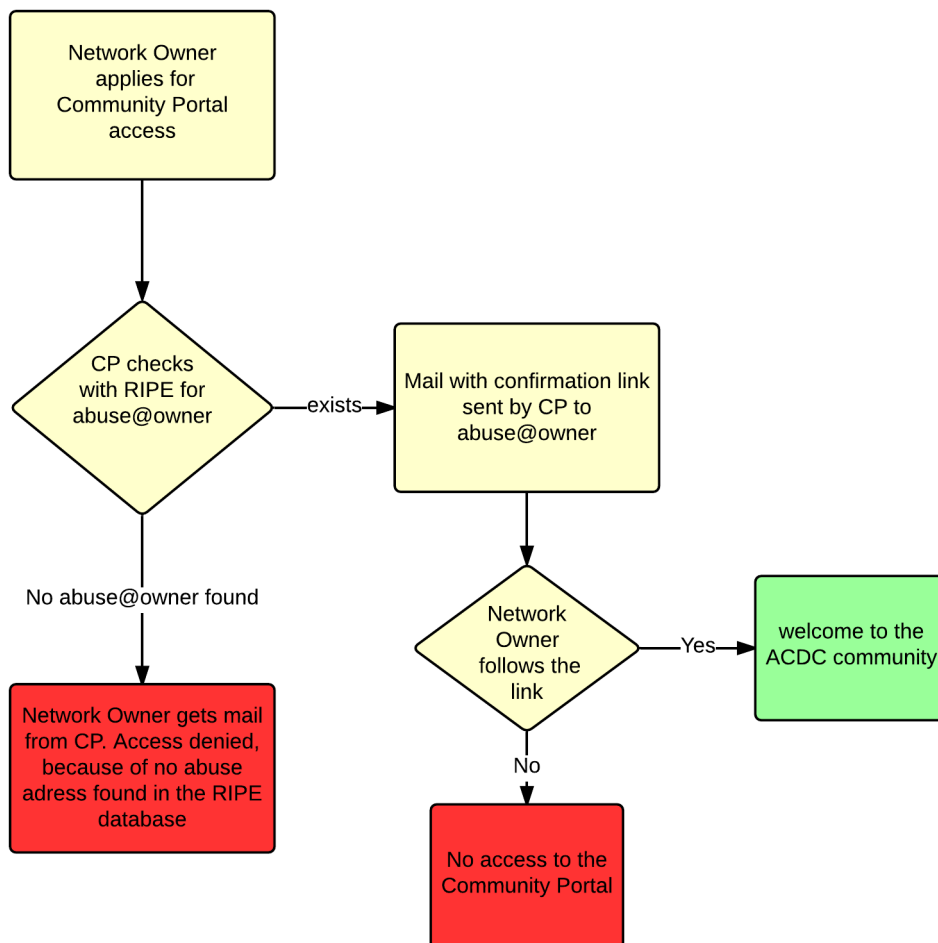 Network Owner
applies for
Community Portal
access
CP checks
with RIPE for
abuse@owner
exists
Mail with confirmation link
sent by CP to
abuse@owner
No abuse@owner found
Network Owner gets mail
from CP. Access denied,
because of no abuse
adress found in the RIPE
database
Network
Owner
follows the
link
Yes
welcome to the
ACDC community
No
No access to the
Community Portal